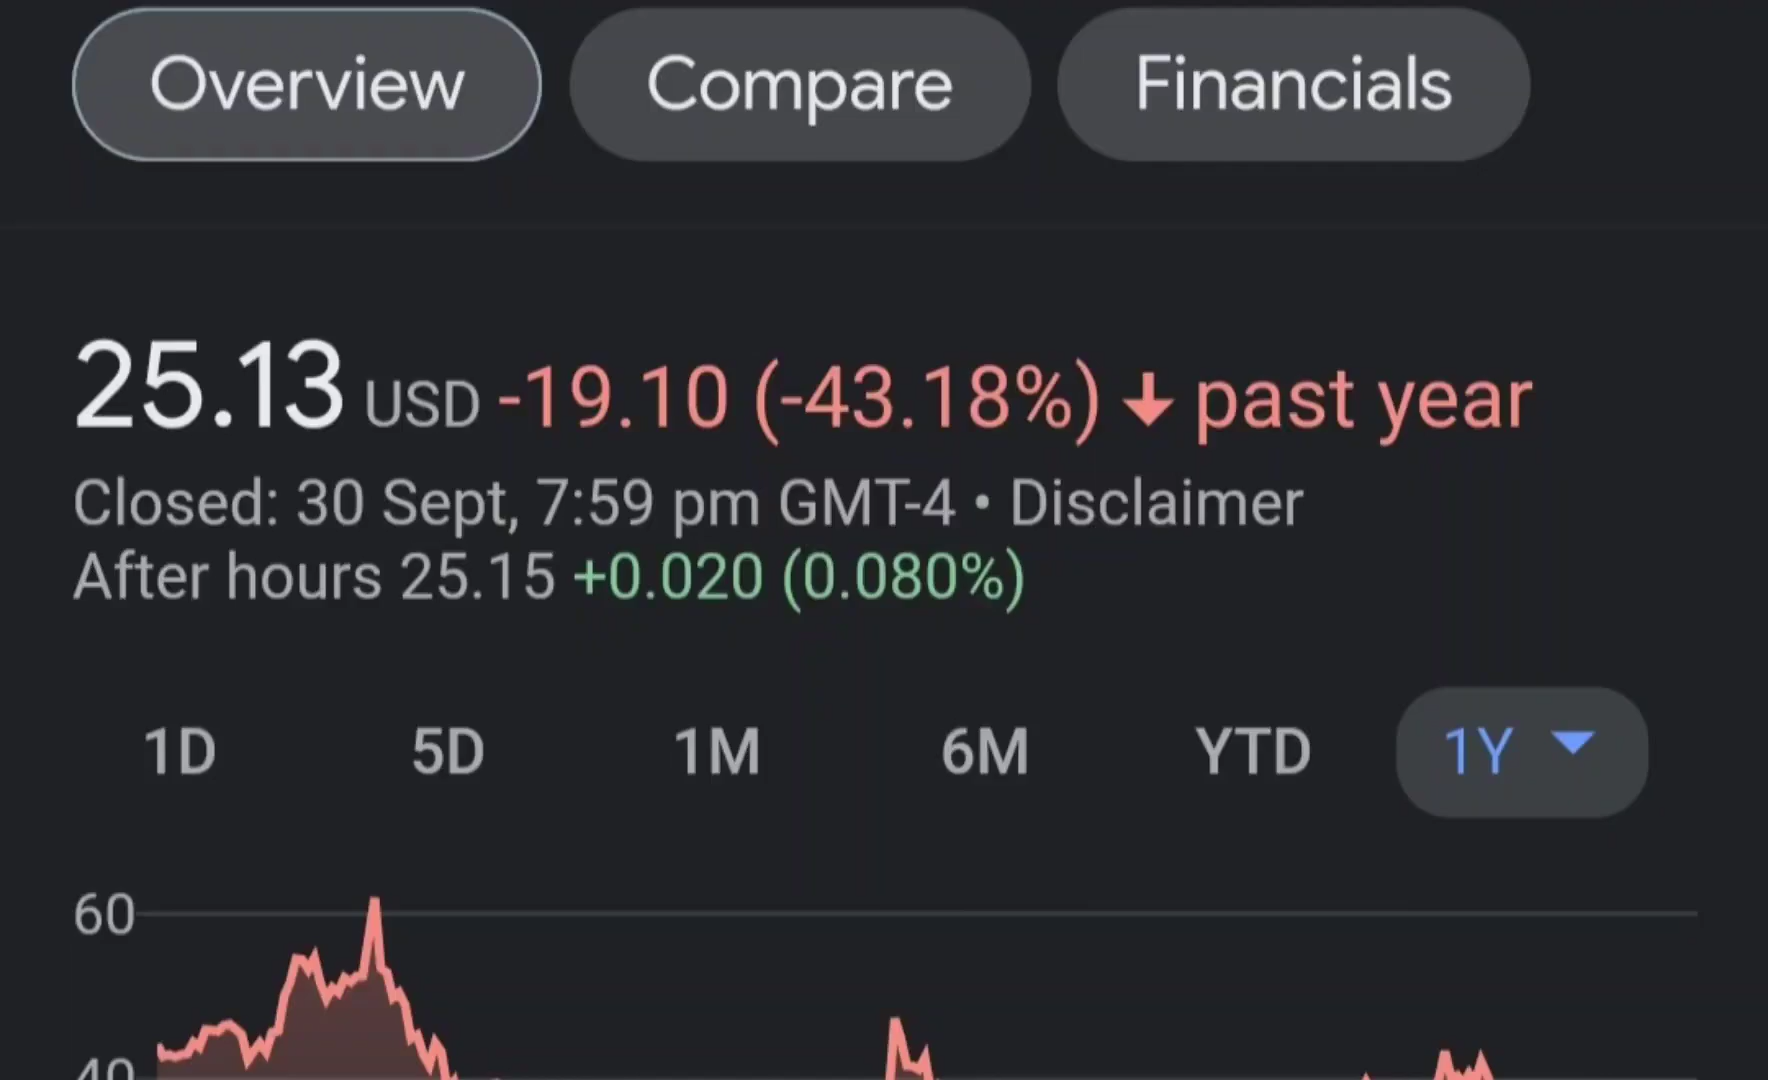 Overview Compare Financials
25.13 USD -19.10 (-43.18%) ↓ past year
Closed: 30 Sept, 7:59 pm GMT-4 • Disclaimer
After hours 25.15 +0.020 (0.080%)
1D 5D 1M 6M YTD 1Y
60
40